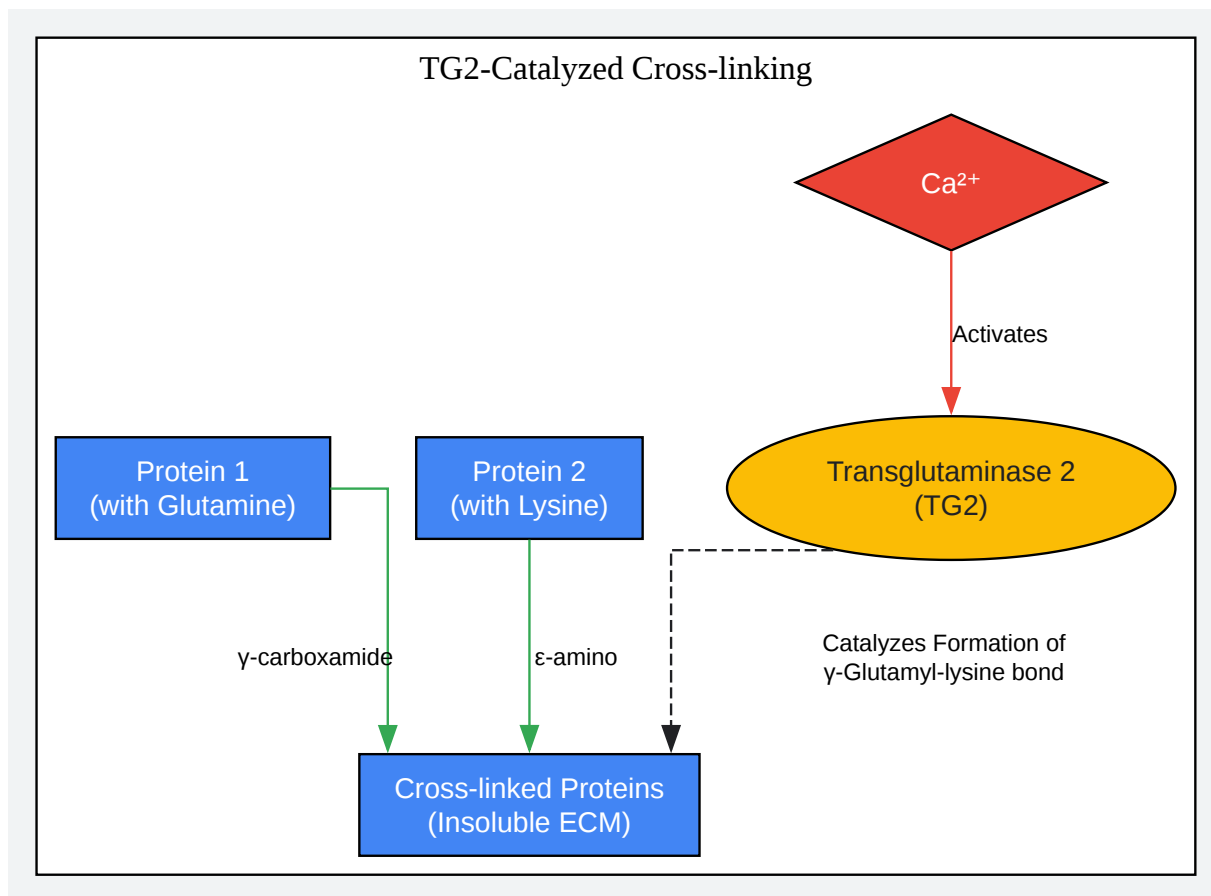 TG2-Catalyzed Cross-linking
Ca²⁺
Activates
Protein 1
(with Glutamine)
Protein 2
(with Lysine)
Transglutaminase 2
(TG2)
γ-carboxamide
ε-amino
Catalyzes Formation of
γ-Glutamyl-lysine bond
Cross-linked Proteins
(Insoluble ECM)